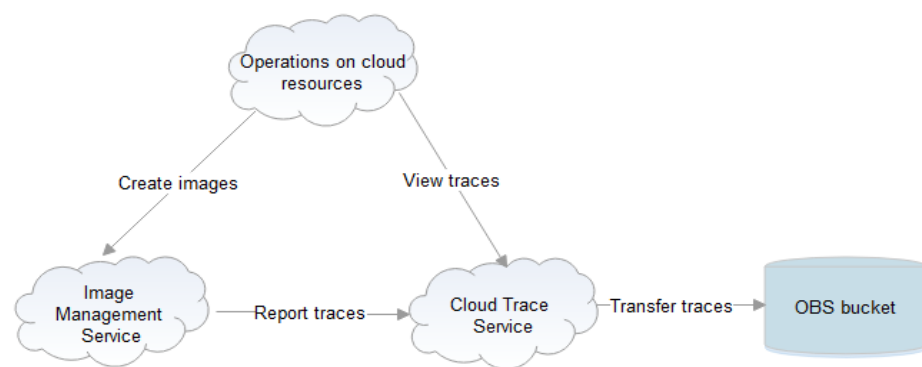 Operations on cloud
resources
Create images
View traces
Image
Management
Service
Report traces
Cloud Trace
Service
Transfer traces
OBS bucket